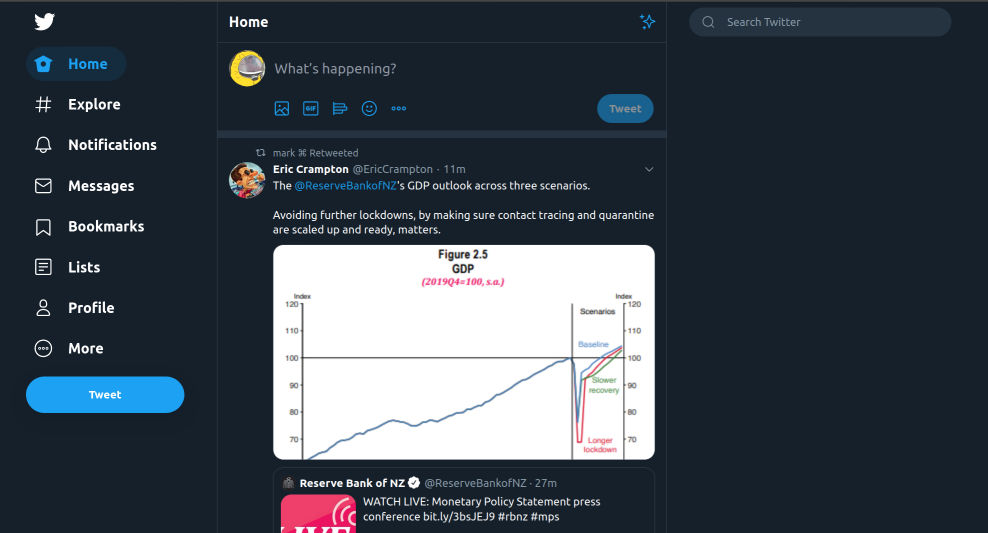 Home
Explore
Notifications
Messages
Bookmarks
Lists
Profile
More
Tweet
Home
What's happening?
GIF
Tweet
mark ⌘ Retweeted
Eric Crampton @EricCrampton · 11m
The @ReserveBankofNZ's GDP outlook across three scenarios.
Avoiding further lockdowns, by making sure contact tracing and quarantine
are scaled up and ready, matters.
Figure 2.5
GDP
(2019Q4=100, s.a.)
Index
Index
120
120
Scenarios
110
110
Baseline
100
100
90
90
Slower
recovery
80
80
70
70
Longer
lockdown
Reserve Bank of NZ @ReserveBankofNZ · 27m
WATCH LIVE: Monetary Policy Statement press
conference bit.ly/3bsJEJ9 #rbnz #mps
LIVE
Search Twitter